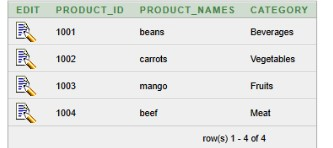 EDIT PRODUCT_ID PRODUCT_NAMES CATEGORY
1001 beans Beverages
1002 carrots Vegetables
1003 mango Fruits
1004 beef Meat
row(s) 1 - 4 of 4